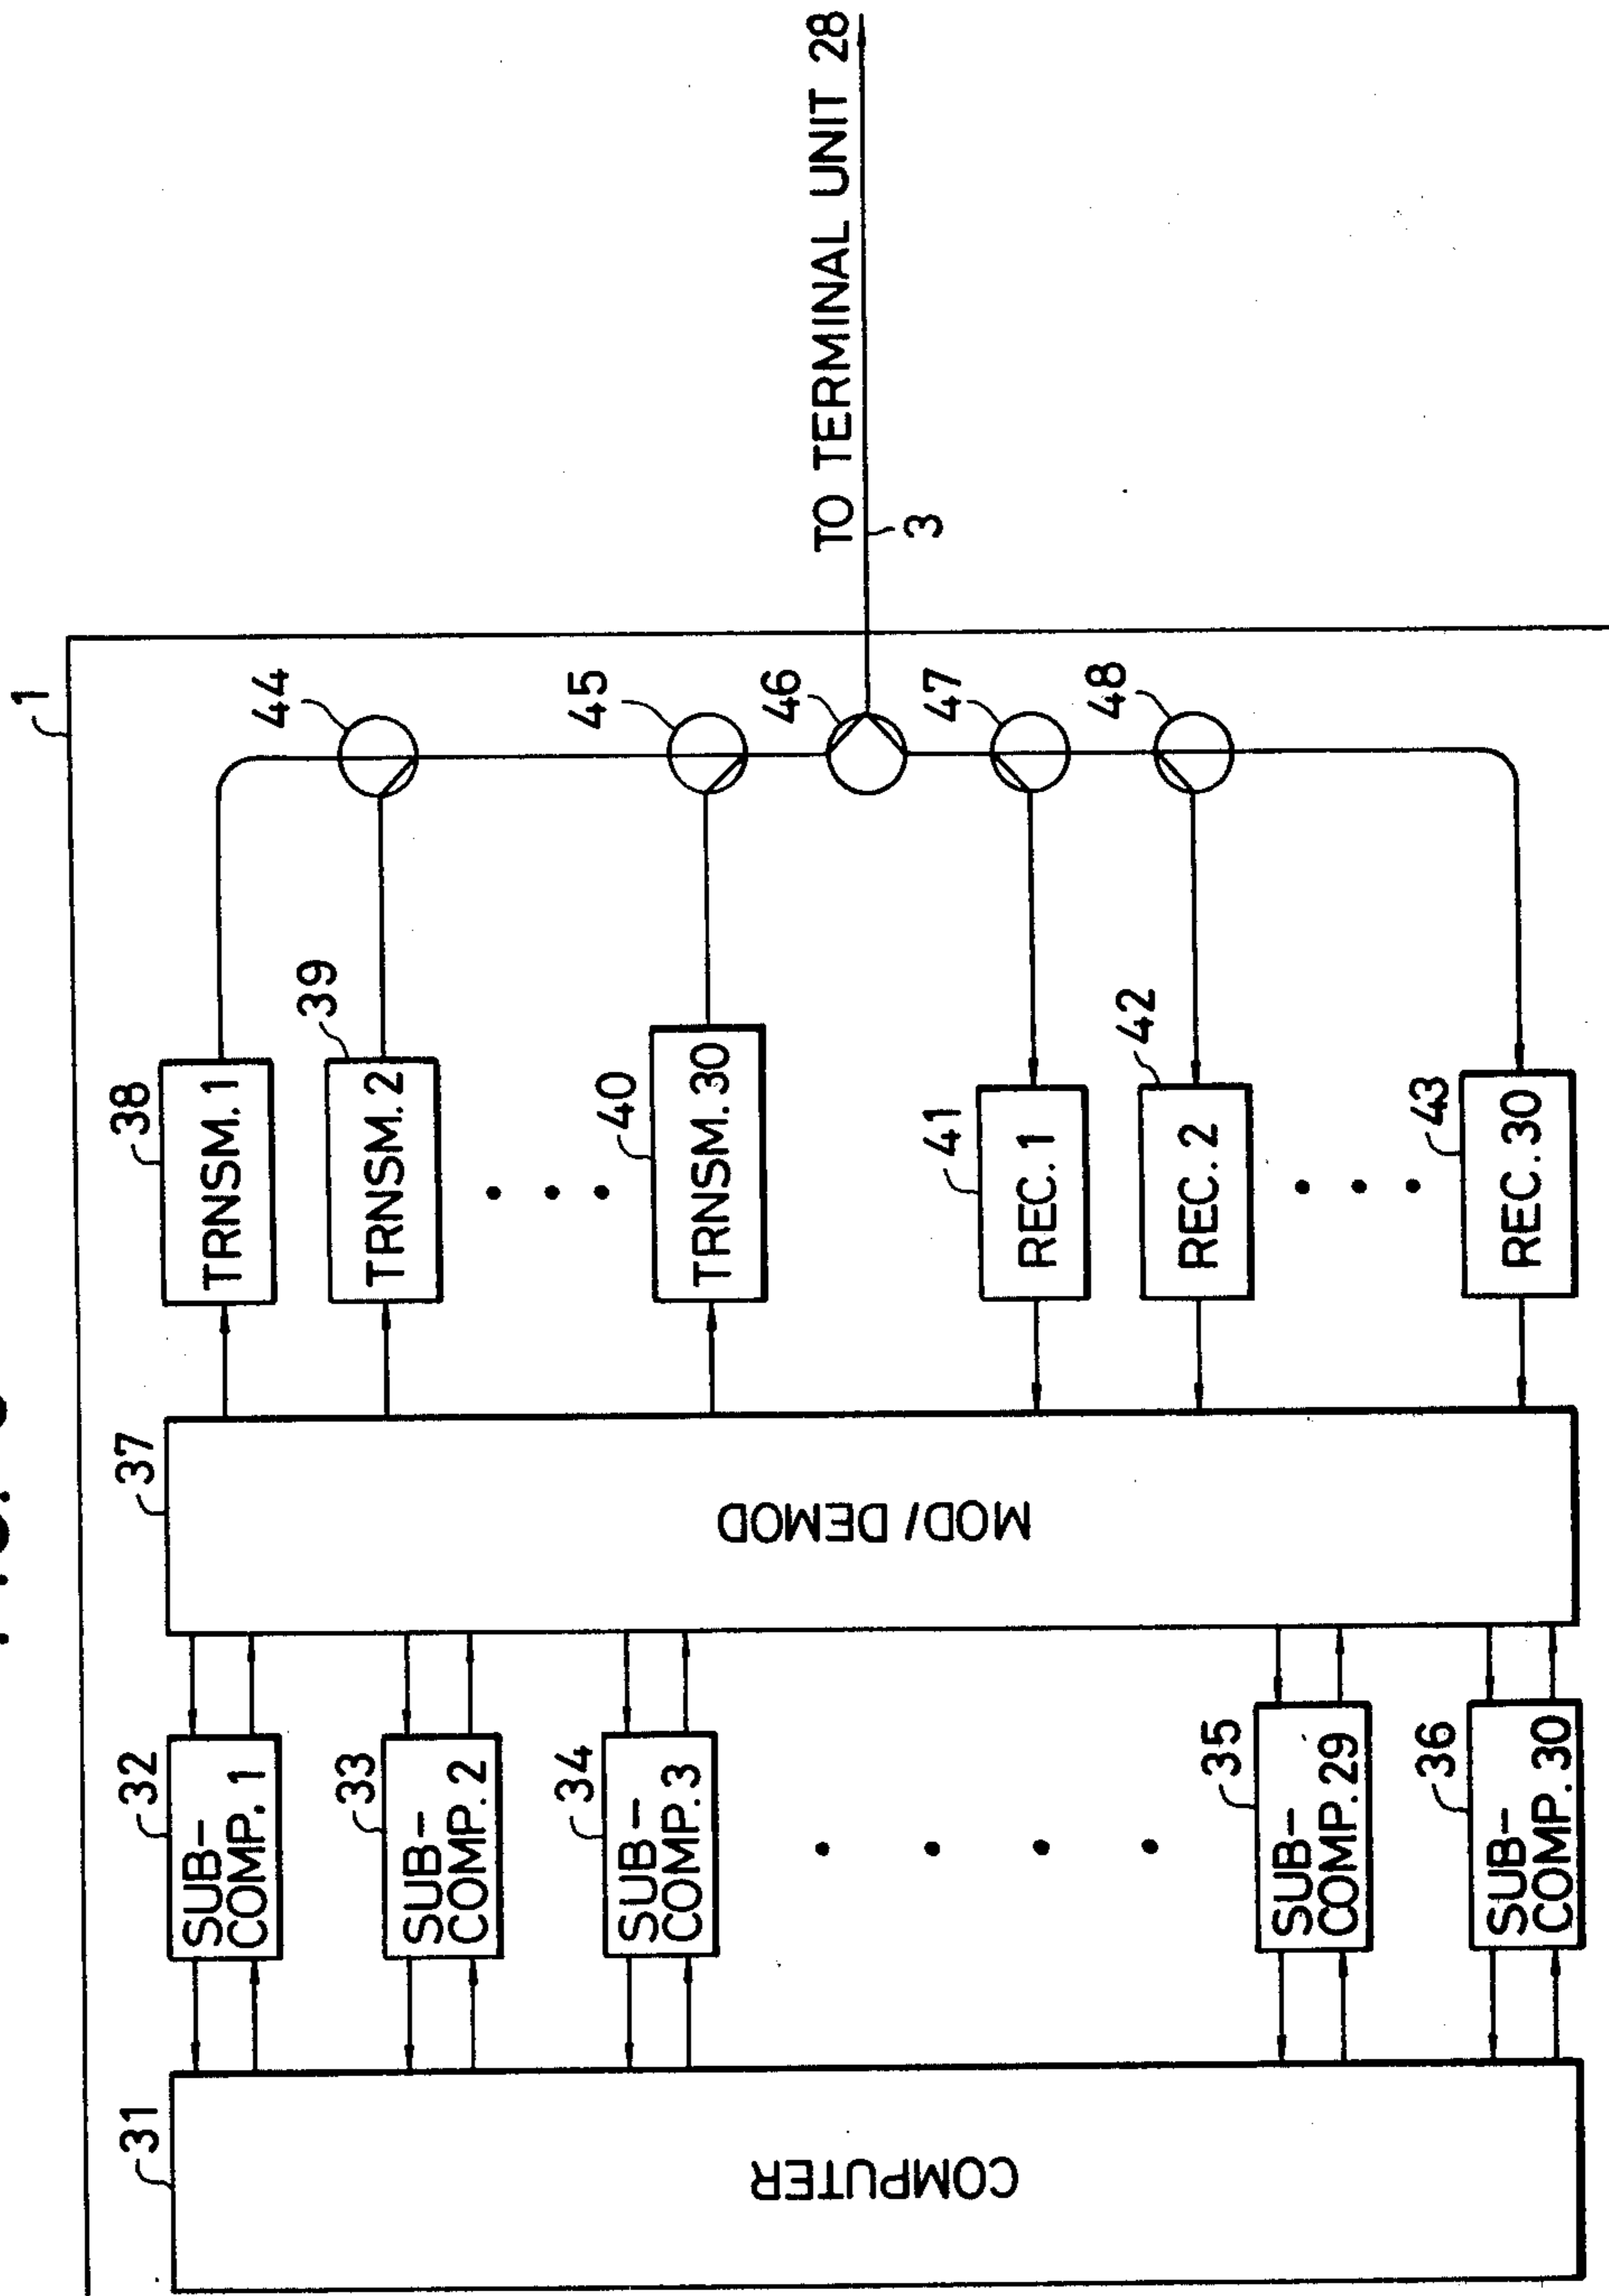 1
31
COMPUTER
32
SUB-
COMP. 1
33
SUB-
COMP. 2
34
SUB-
COMP. 3
35
SUB-
COMP. 29
36
SUB-
COMP. 30
37
MOD/DEMOD
38
TRNSM. 1
39
TRNSM. 2
40
TRNSM. 30
41
REC. 1
42
REC. 2
43
REC. 30
44
45
46
47
48
TO TERMINAL UNIT 28
3